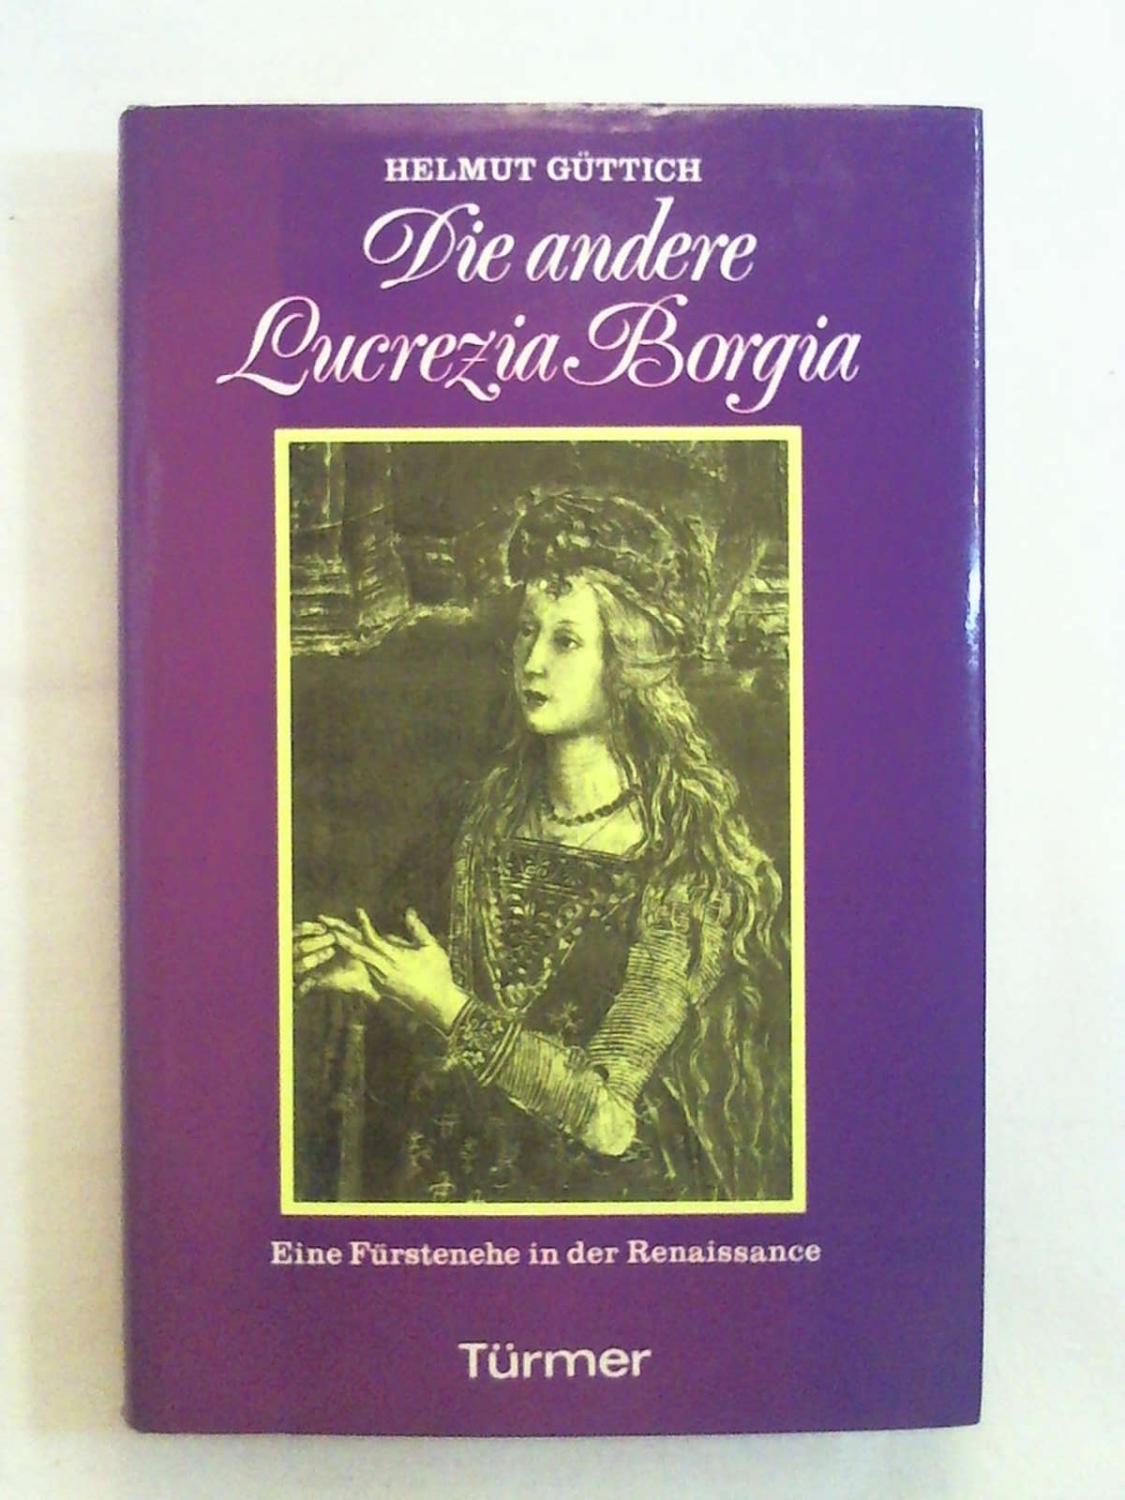 HELMUT GÜTTICH
Die andere
Lucrezia Borgia
Eine Fürstenehe in der Renaissance
Türmer